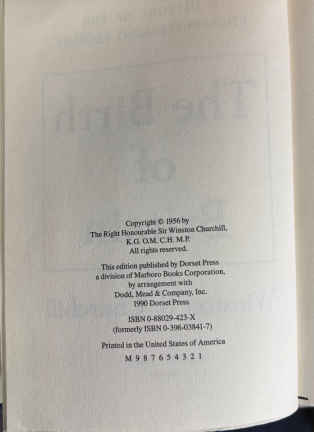 Copyright © 1956 by
The Right Honourable Sir Winston Churchill,
K.G. O.M. C.H. M.P.
All rights reserved.
This edition published by Dorset Press
a division of Marboro Books Corporation,
by arrangement with
Dodd, Mead & Company, Inc.
1990 Dorset Press
ISBN 0-88029-423-X
(formerly ISBN 0-396-03841-7)
Printed in the United States of America
M 9 8 7 6 5 4 3 2 1